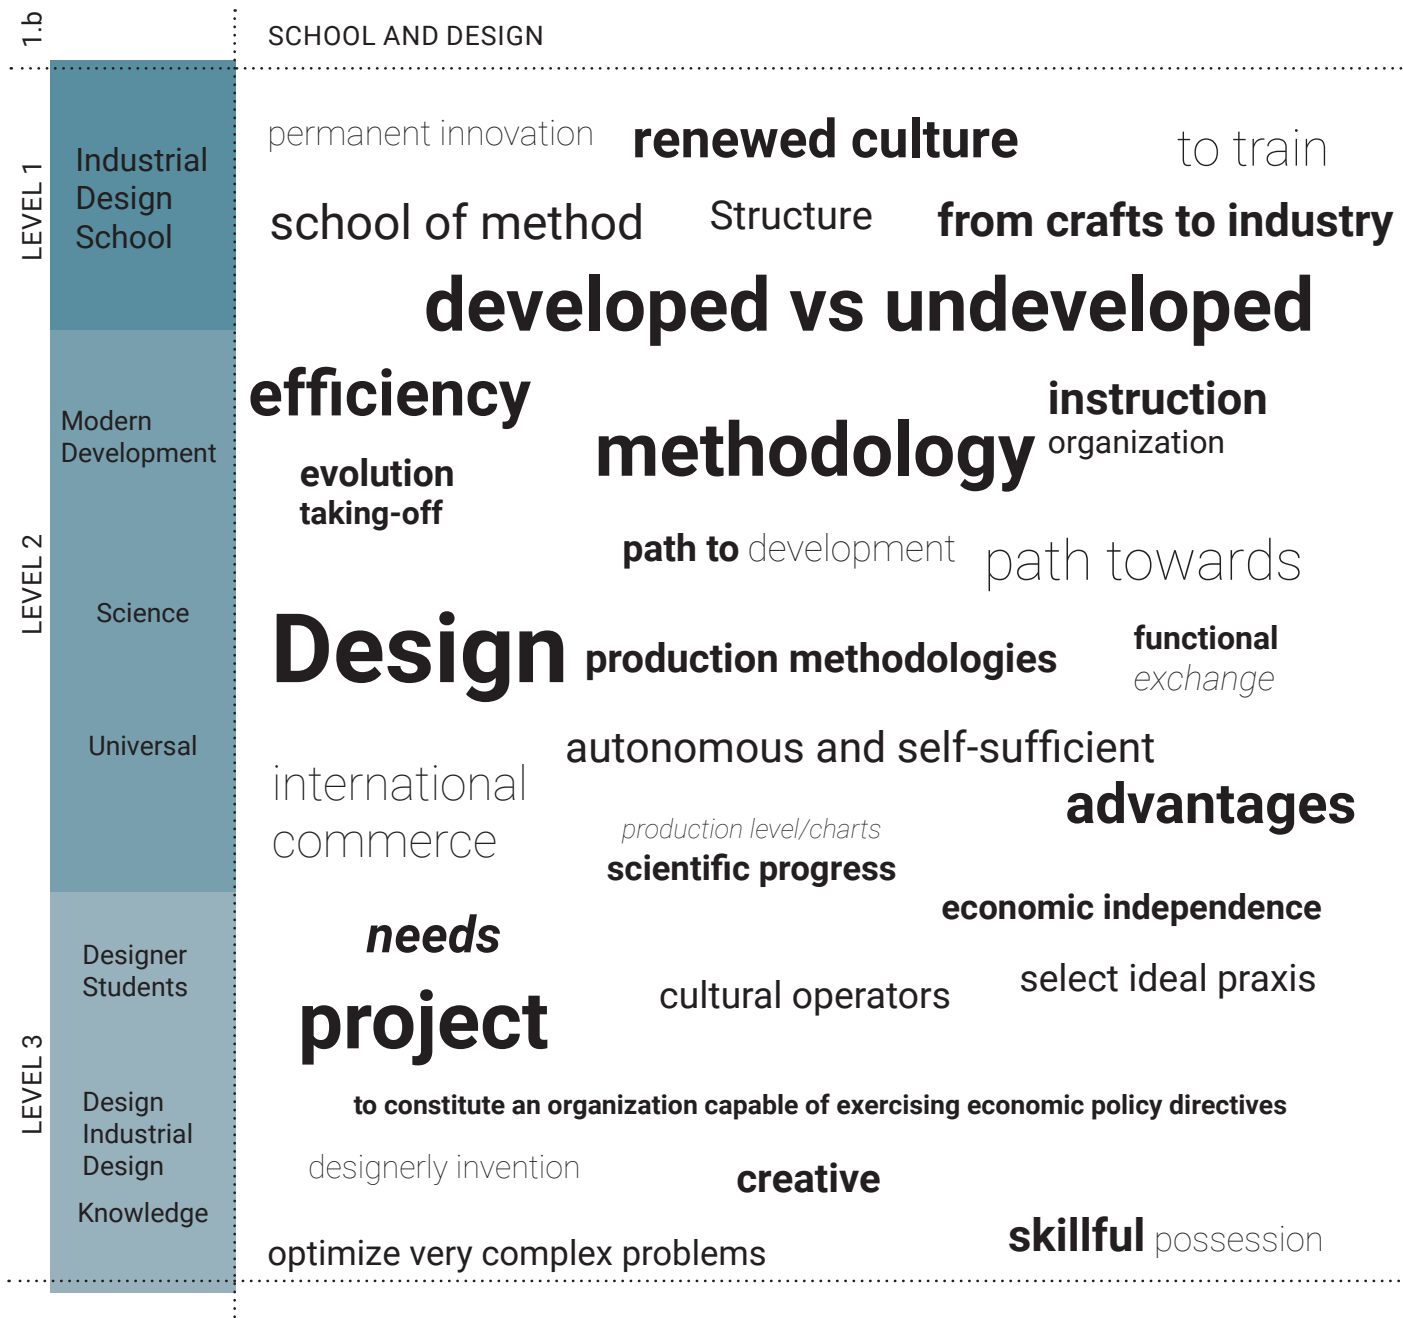 1.b
SCHOOL AND DESIGN
LEVEL 1
Industrial
Design
School
permanent innovation
renewed culture
to train
school of method
Structure
from crafts to industry
developed vs undeveloped
LEVEL 2
Modern
Development
Science
Universal
efficiency
instruction
methodology
organization
evolution
taking-off
path to development
path towards
Design
production methodologies
functional
exchange
autonomous and self-sufficient
international
commerce
advantages
production level/charts
scientific progress
LEVEL 3
Designer
Students
Design
Industrial
Design
Knowledge
economic independence
needs
select ideal praxis
cultural operators
project
to constitute an organization capable of exercising economic policy directives
designerly invention
creative
skillful possession
optimize very complex problems